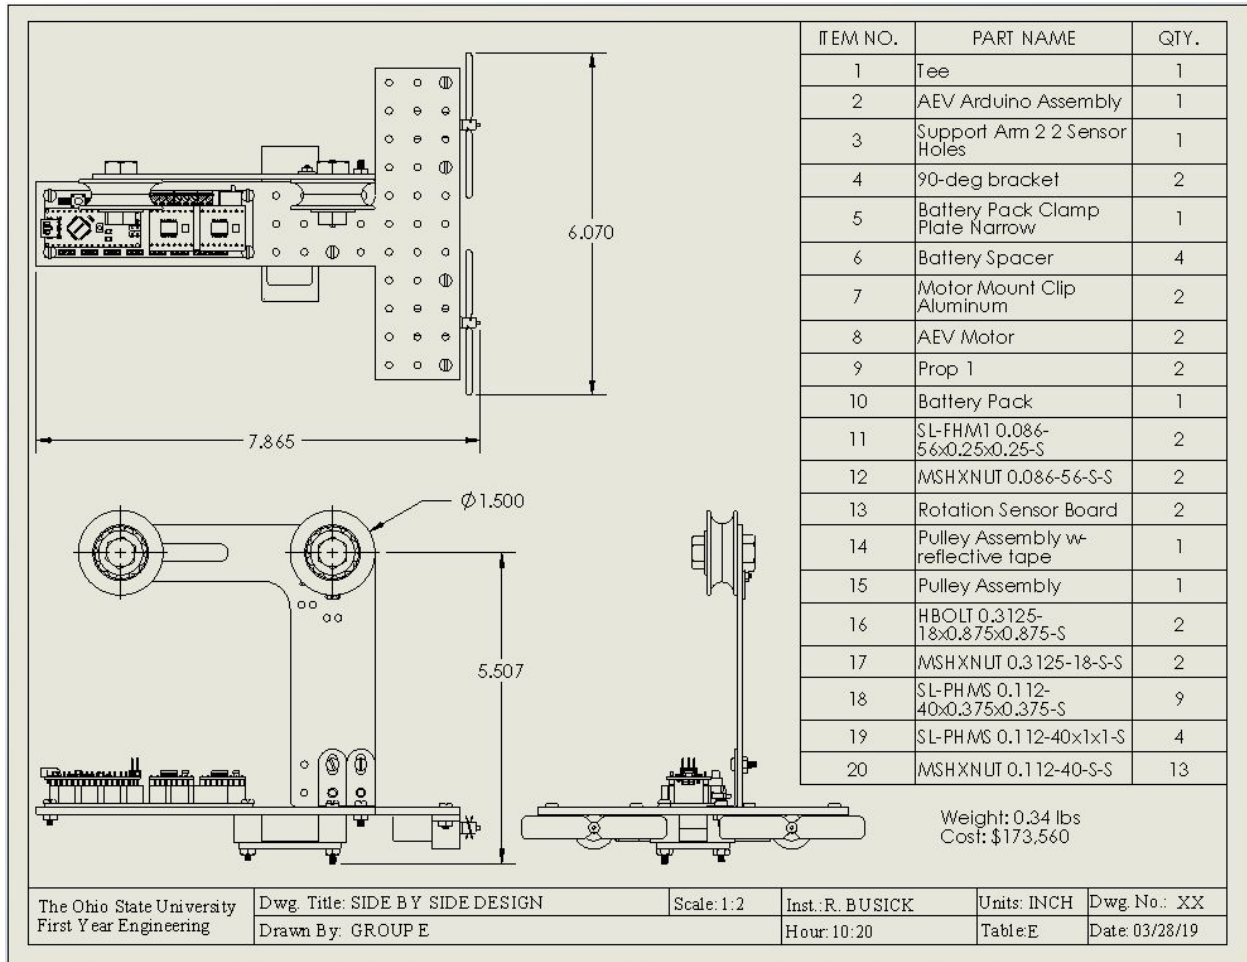 ITEM NO. PART NAME QTY.
1 Tee 1
2 AEV Arduino Assembly 1
3 Support Arm 2 2 Sensor
Holes 1
4 90-deg bracket 2
5 Battery Pack Clamp
Plate Narrow 1
6 Battery Spacer 4
7 Motor Mount Clip
Aluminum 2
8 AEV Motor 2
9 Prop 1 2
10 Battery Pack 1
11 SL-FHM1 0.086-
56x0.25x0.25-S 2
12 MSHXNUT 0.086-56-S-S 2
13 Rotation Sensor Board 2
14 Pulley Assembly w-
reflective tape 1
15 Pulley Assembly 1
16 HBOLT 0.3125-
18x0.875x0.875-S 2
17 MSHXNUT 0.3125-18-S-S 2
18 SL-PHMS 0.112-
40x0.375x0.375-S 9
19 SL-PHMS 0.112-40x1x1-S 4
20 MSHXNUT 0.112-40-S-S 13
6.070
7.865
Ø1.500
5.507
Weight: 0.34 lbs
Cost: $173,560
The Ohio State University
First Year Engineering
Dwg. Title: SIDE BY SIDE DESIGN
Drawn By: GROUP E
Scale: 1:2
Inst.: R. BUSICK
Hour: 10:20
Units: INCH
Table:E
Dwg. No.: XX
Date: 03/28/19